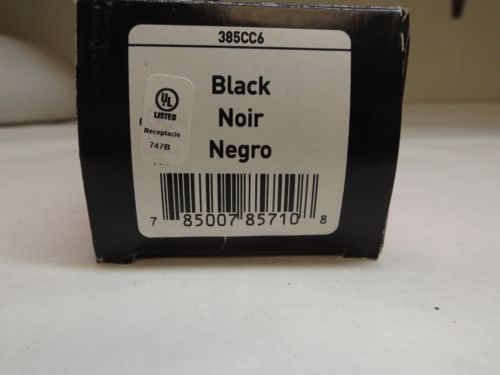 385CC6
Black
Noir
Negro
UL
LISTED
Receptacle
747B
7 85007 85710 8